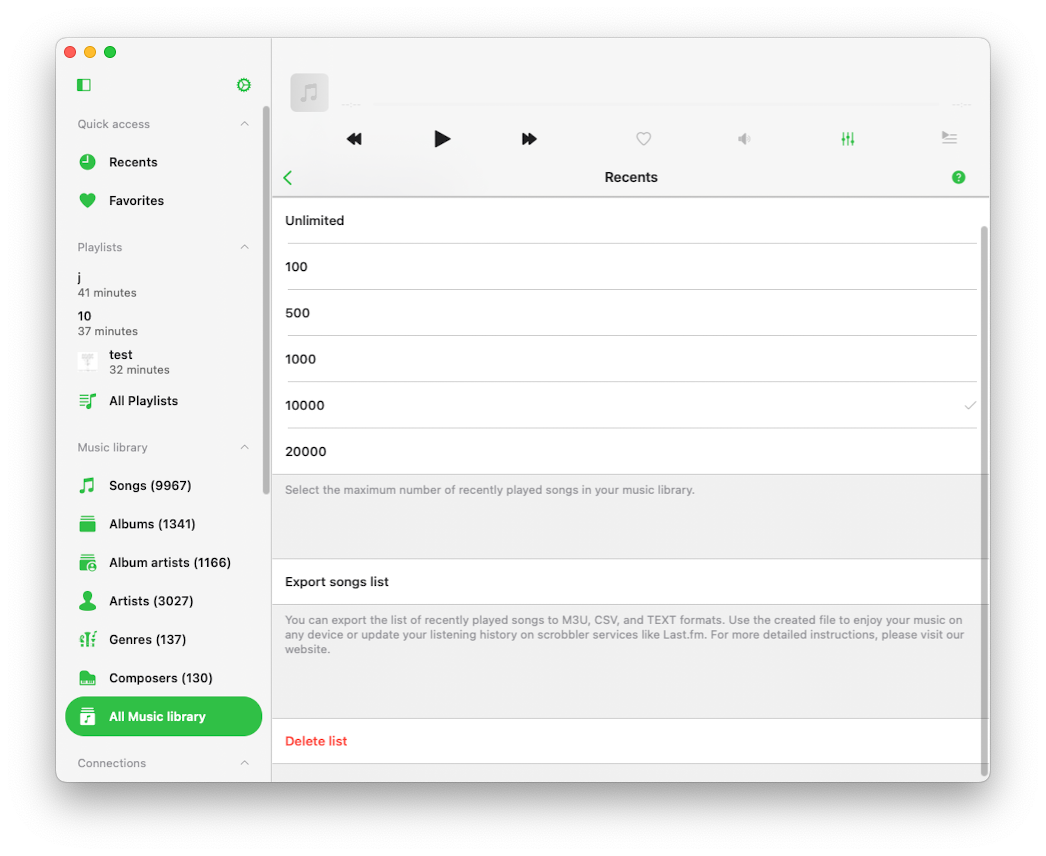 Quick access
Recents
Favorites
Playlists
j
41 minutes
10
37 minutes
test
32 minutes
All Playlists
Music library
Songs (9967)
Albums (1341)
Album artists (1166)
Artists (3027)
Genres (137)
Composers (130)
All Music library
Connections
--:--
--:--
Recents
?
Unlimited
100
500
1000
10000
20000
Select the maximum number of recently played songs in your music library.
Export songs list
You can export the list of recently played songs to M3U, CSV, and TEXT formats. Use the created file to enjoy your music on
any device or update your listening history on scrobbler services like Last.fm. For more detailed instructions, please visit our
website.
Delete list